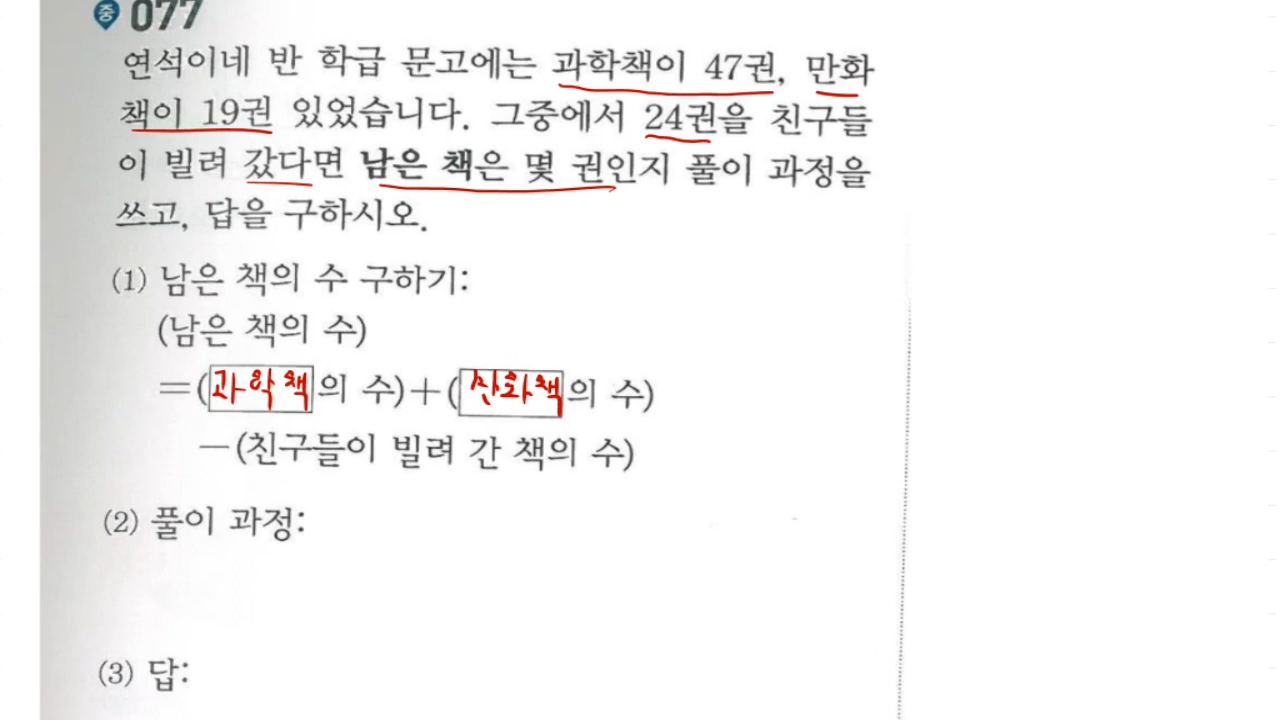 중 077
연석이네 반 학급 문고에는 과학책이 47권, 만화
책이 19권 있었습니다. 그중에서 24권을 친구들
이 빌려 갔다면 남은 책은 몇 권인지 풀이 과정을
쓰고, 답을 구하시오.
(1) 남은 책의 수 구하기:
(남은 책의 수)
=(과학책의 수)+(만화책의 수)
-(친구들이 빌려 간 책의 수)
(2) 풀이 과정:
(3) 답: